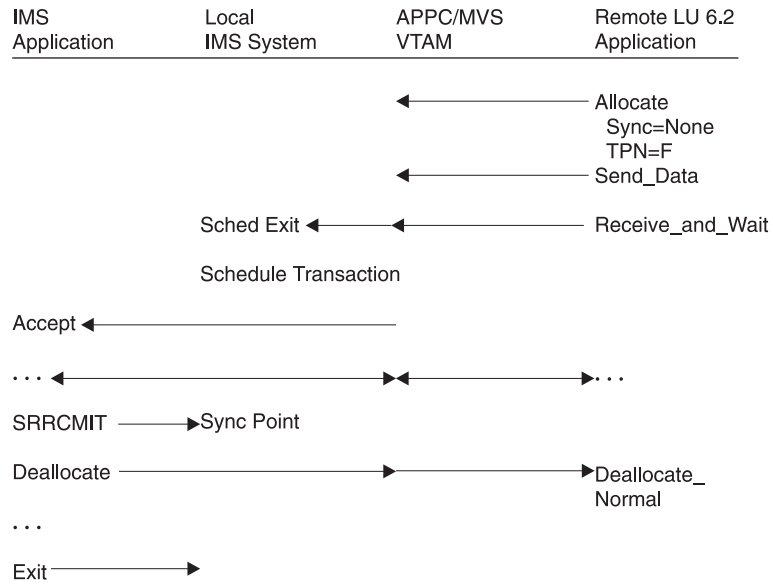 IMS Local APPC/MVS Remote LU 6.2
Application IMS System VTAM Application
Allocate
Sync=None
TPN=F
Send_Data
Sched Exit Receive_and_Wait
Schedule Transaction
Accept
. . . . . .
SRRCMIT Sync Point
Deallocate Deallocate_
Normal
. . .
Exit